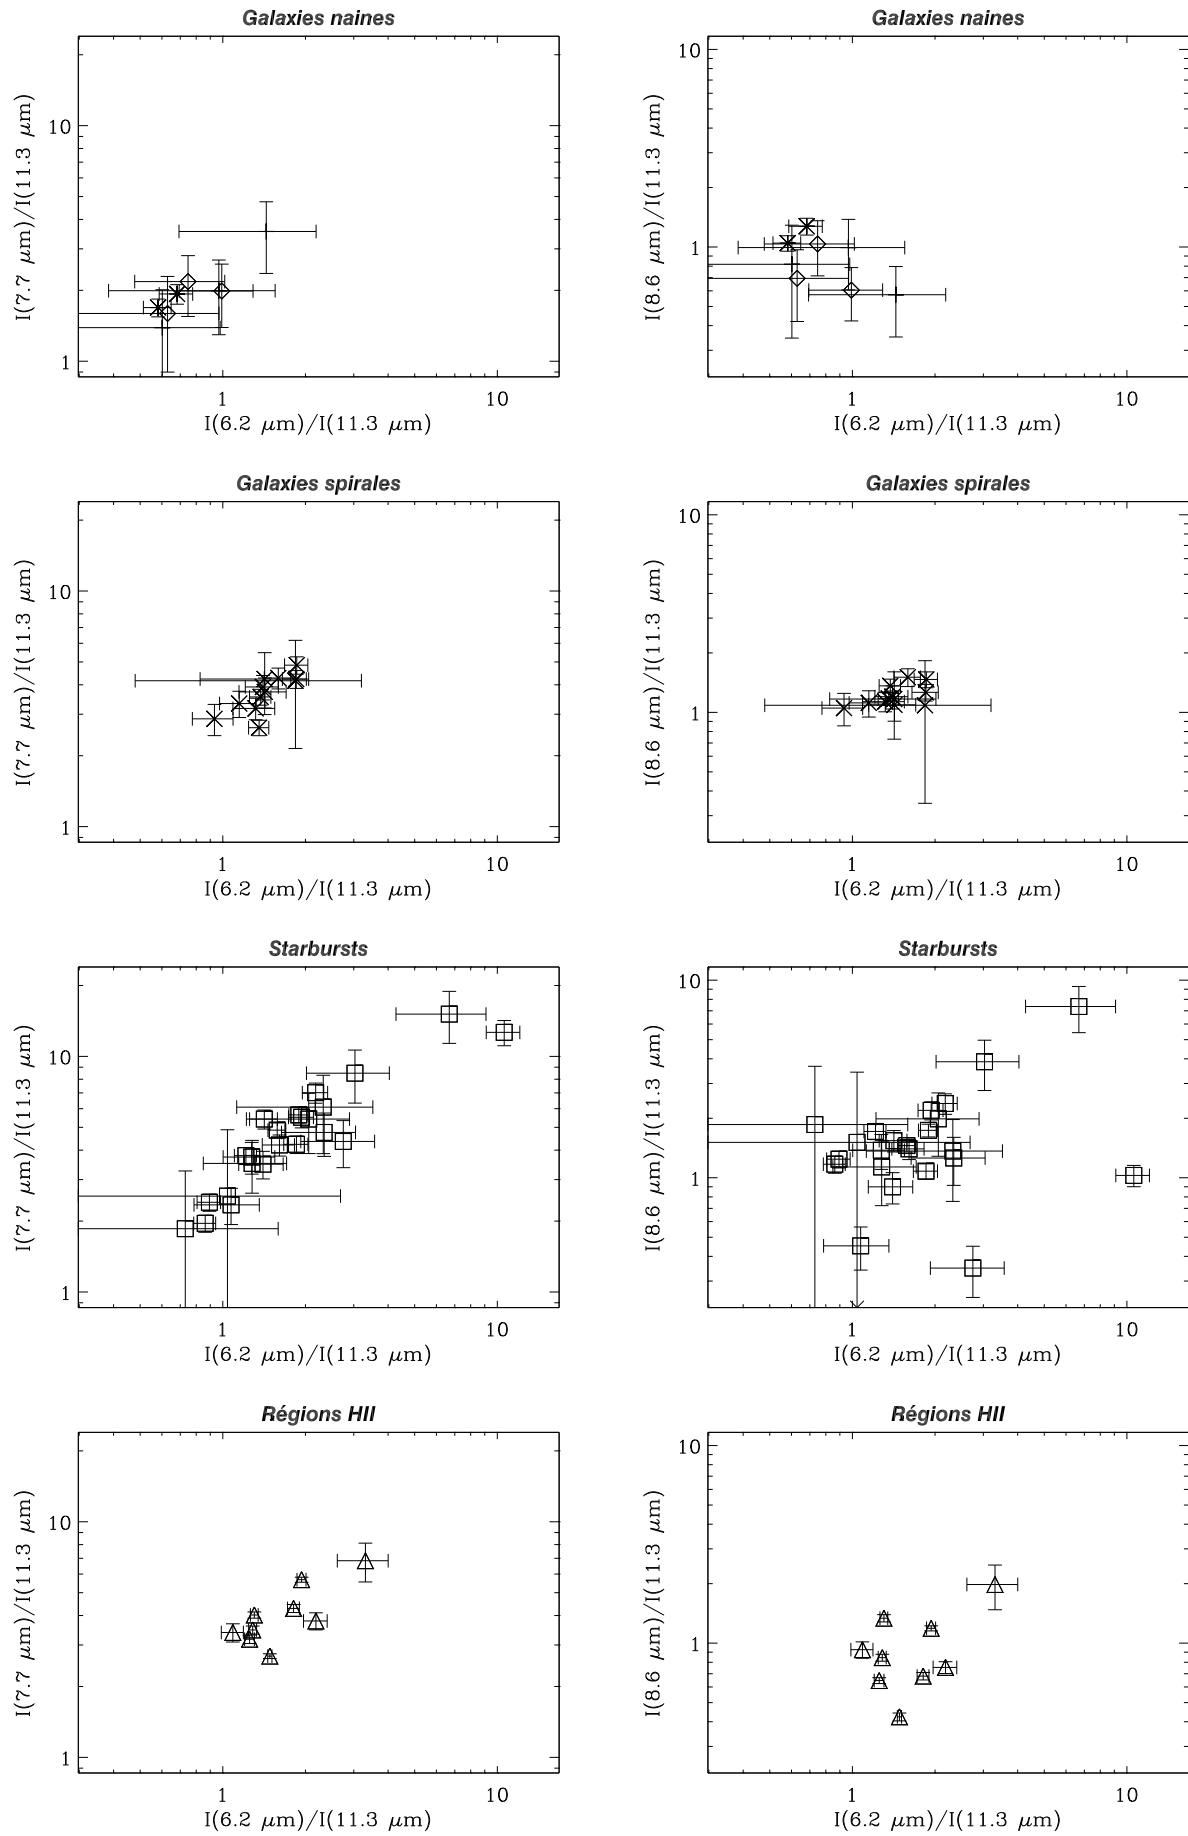 Galaxies naines
I(7.7 μm)/I(11.3 μm)
10
1
1
10
I(6.2 μm)/I(11.3 μm)
Galaxies naines
I(8.6 μm)/I(11.3 μm)
10
1
1
10
I(6.2 μm)/I(11.3 μm)
Galaxies spirales
I(7.7 μm)/I(11.3 μm)
10
1
1
10
I(6.2 μm)/I(11.3 μm)
Galaxies spirales
I(8.6 μm)/I(11.3 μm)
10
1
1
10
I(6.2 μm)/I(11.3 μm)
Starbursts
I(7.7 μm)/I(11.3 μm)
10
1
1
10
I(6.2 μm)/I(11.3 μm)
Starbursts
I(8.6 μm)/I(11.3 μm)
10
1
1
10
I(6.2 μm)/I(11.3 μm)
Régions HII
I(7.7 μm)/I(11.3 μm)
10
1
1
10
I(6.2 μm)/I(11.3 μm)
Régions HII
I(8.6 μm)/I(11.3 μm)
10
1
1
10
I(6.2 μm)/I(11.3 μm)